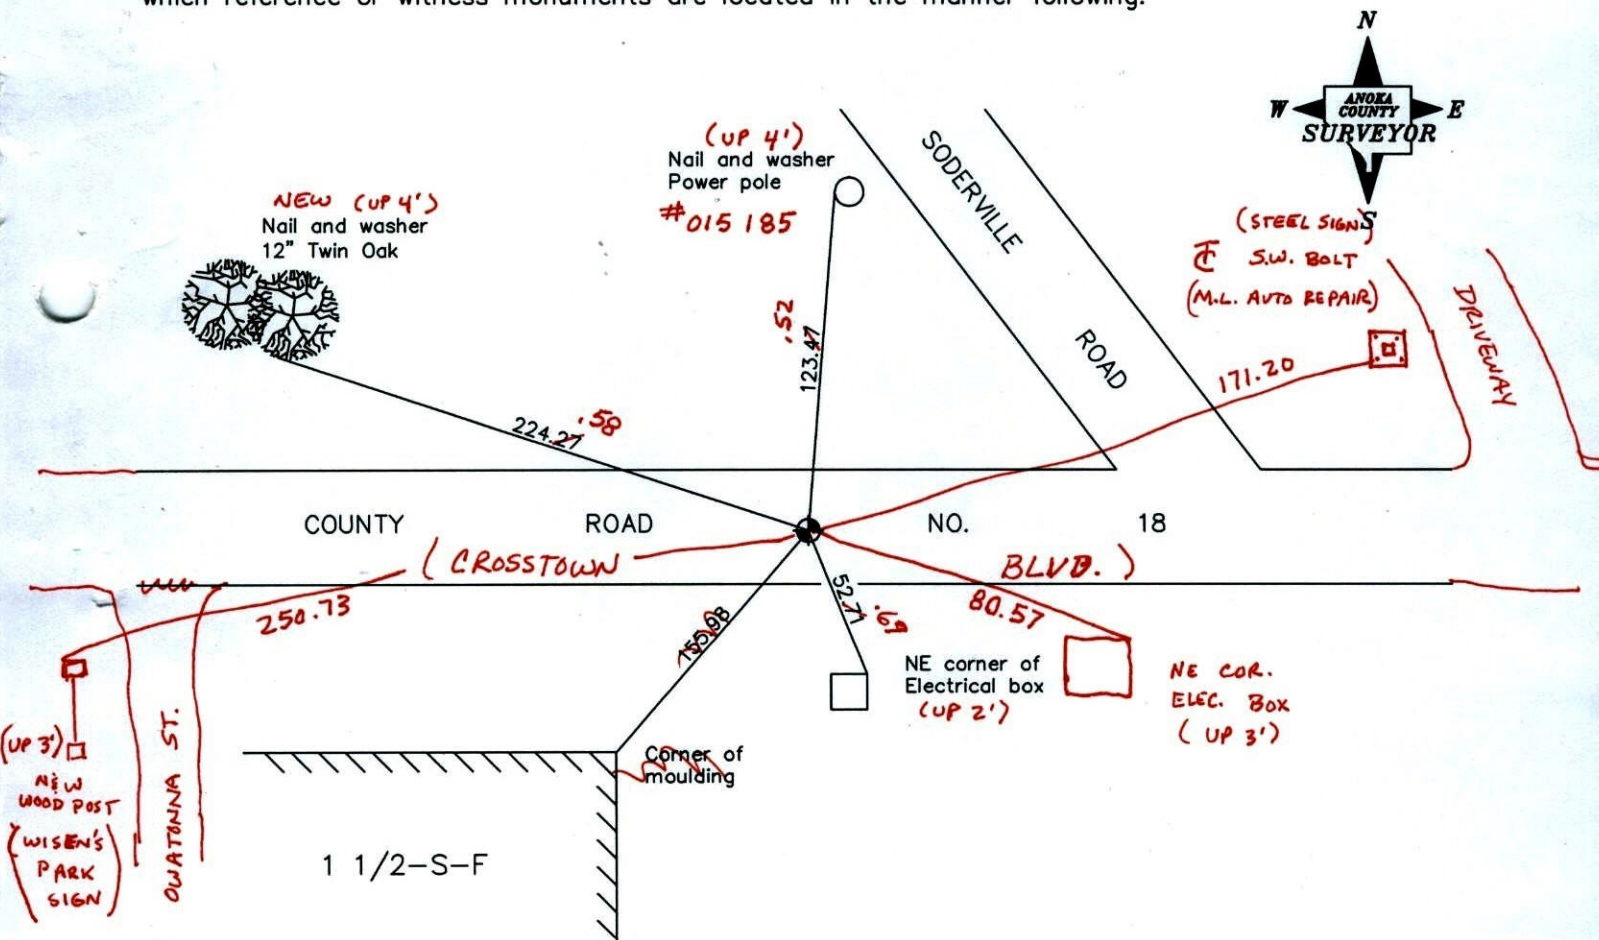 which reference or witness monuments are located in the manner following:
N
W
ANOKA
COUNTY
E
SURVEYOR
S
(UP 4')
Nail and washer
Power pole
#015 185
NEW (UP 4')
Nail and washer
12" Twin Oak
SODERVILLE
ROAD
(STEEL SIGN)
S.W. BOLT
(M.L. AUTO REPAIR)
DRIVEWAY
.52
123.47
171.20
224.27
.58
COUNTY ROAD NO. 18
(CROSSTOWN BLVD.)
250.73
155.98
52.71
.69
80.57
NE corner of
Electrical box
(UP 2')
NE COR.
ELEC. BOX
(UP 3')
(UP 3')
N&W
WOOD POST
(WISEN'S
PARK
SIGN)
OWATONNA ST.
Corner of
moulding
1 1/2-S-F